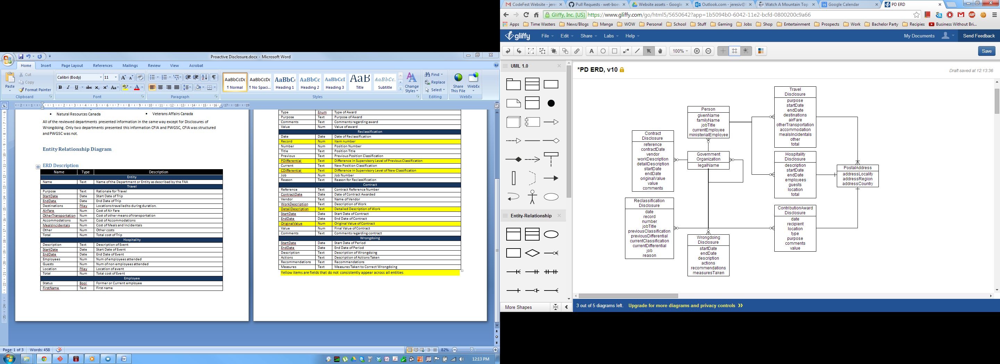 Proactive Disclosure.docx - Microsoft Word
Home Insert Page Layout References Mailings Review View Acrobat
Cut
Copy
Format Painter
Paste
Clipboard
Calibri (Body) 11
Font
Paragraph
AaBbCcDc AaBbCcDc AaBbC AaBbCc AaBbCcI AaB AaBbCc.
¶ Normal ¶ No Spaci... Heading 1 Heading 2 Heading 3 Title Subtitle
Change Styles
Styles
Find
Replace
Select
Editing
Share This File
WebEx
WebEx
Natural Resources Canada
Veterans Affairs Canada
All of the reviewed departments presented information in the same way except for Disclosures of
Wrongdoing. Only two departments presented this information CFIA and PWGSC, CFIA was structured
and PWGSC was not.
Entity Relationship Diagram
ERD Description
Name Type Description
Entity
Name Text Name of the Department or Entity as described by the FAA
Travel
Purpose Text Rationale for Travel
StartDate Date Start Date of Trip
EndDate Date End Date of Trip
Destinations FKey Locations travelled to during duration.
AirFare Num Cost of Air Fare
OtherTransportation Num Cost of other means of transportation
Accommodations Num Cost of Accommodations
MealsIncidentals Num Cost of Meals and Incidentals
Other Num Other costs
Total Num Total cost of Trip
Hospitality
Description Text Description of Event
StartDate Date Start Date of Event
EndDate Date End Date of Event
Employees Num Num of employees attended
Guests Num Num of non employees attended
Location FKey Location of event
Total Num Total cost of Event
Employee
Status Bool Former or Current employee
FirstName Text First name
Type Enum Type of Award
Purpose Text Purpose of Award
Comments Text Comments regarding award
Value Num Value of award
Reclassification
Date Date Date of Reclassification
Record Num Item number
Number Num Position Number
Title Text Position Title
Previous Text Previous Position Classification
PDifferential Text Difference in Supervisory Level of Previous Classification
Current Text New Position Classification
CDifferential Text Difference in Supervisory Level of New Classification
Job Num Job Number
Reason Text Reason for Reclassification
Contract
Reference Text Contract Reference Number
ContractDate Date Date of Contract Awarded
Vendor Text Name of Vendor
WorkDescription Text Description of Work
DetailDescription Text Detailed Description of Work
StartDate Date Start Date of Contract
EndDate Date End Date of Contract
OriginalValue Num Original Value of Contract
Value Num Final Value of Contract
Comments Text Comments regarding contract
Wrongdoing
StartDate Date Start Date of Period
EndDate Date End Date of Period
Description Text Description of Wrongdoing
Actions Text Description of Actions Taken
Recommendations Text Recommendations
Measures Text Measures Taken to Correct Wrongdoing
Yellow items are fields that do not consistently appear across all entities
Page: 1 of 3 Words: 458
82%
12:13 PM
CodeFest Website - jere
Pull Requests · wet-boew
Website assets - Google
Outlook.com - jeresiv@
Watch A Mountain Top
Google Calendar
PD ERD
Gliffy, Inc. [US] https://www.gliffy.com/go/html5/5650642?app=1b5094b0-6042-11e2-bcfd-0800200c9a66
Apps Time Wasters News/Blogs Manga WOW Personal School Stuff Gaming Jobs Shop Entertainment Prospects Work Bachelor Party Recipies Business Without Bri...
gliffy File Edit Share Labs Help My Documents Send Feedback
100%
Save
UML 1.0
*PD ERD, v10
Draft saved at 12:13:36
Entity-Relationship
More Shapes
Travel
Disclosure
purpose
startDate
endDate
destinations
airFare
otherTransportation
accommodation
mealsIncidentals
other
total
Person
givenName
familyName
jobTitle
currentEmployee
ministerialEmployee
Contract
Disclosure
reference
contractDate
vendor
workDescription
detailDescription
startDate
endDate
originalValue
value
comments
Government
Organization
legalName
Hospitality
Disclosure
description
startDate
endDate
employees
guests
location
total
PostalAddress
addressLocality
addressRegion
addressCountry
Reclassification
Disclosure
date
record
number
jobTitle
previousClassification
previousDifferential
currentClassification
currentDifferential
job
reason
ContributionAward
Disclosure
date
recipient
location
type
purpose
comments
value
Wrongdoing
Disclosure
startDate
endDate
description
actions
recommendations
measuresTaken
3 out of 5 diagrams left. Upgrade for more diagrams and privacy controls »